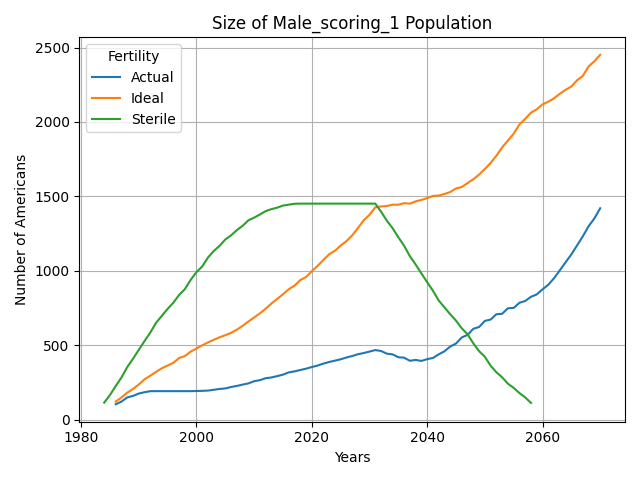 Size of Male_scoring_1 Population
Fertility
Actual
Ideal
Sterile
Number of Americans
2500
2000
1500
1000
500
0
1980
2000
2020
2040
2060
Years